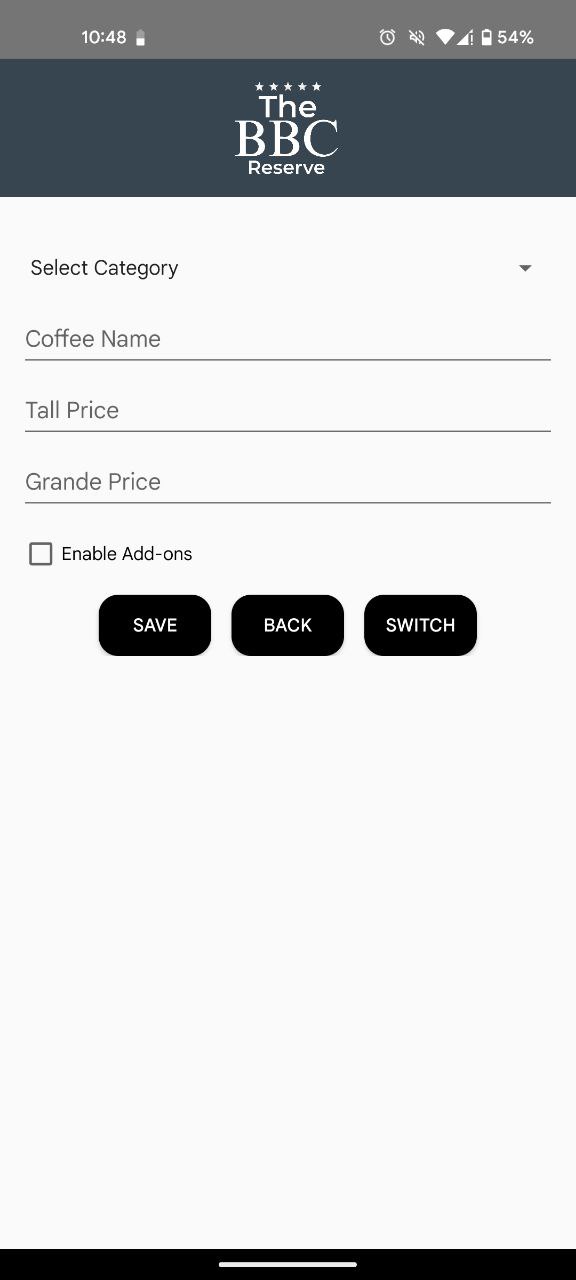 10:48 54%
The
BBC
Reserve
Select Category
Coffee Name
Tall Price
Grande Price
Enable Add-ons
SAVE BACK SWITCH